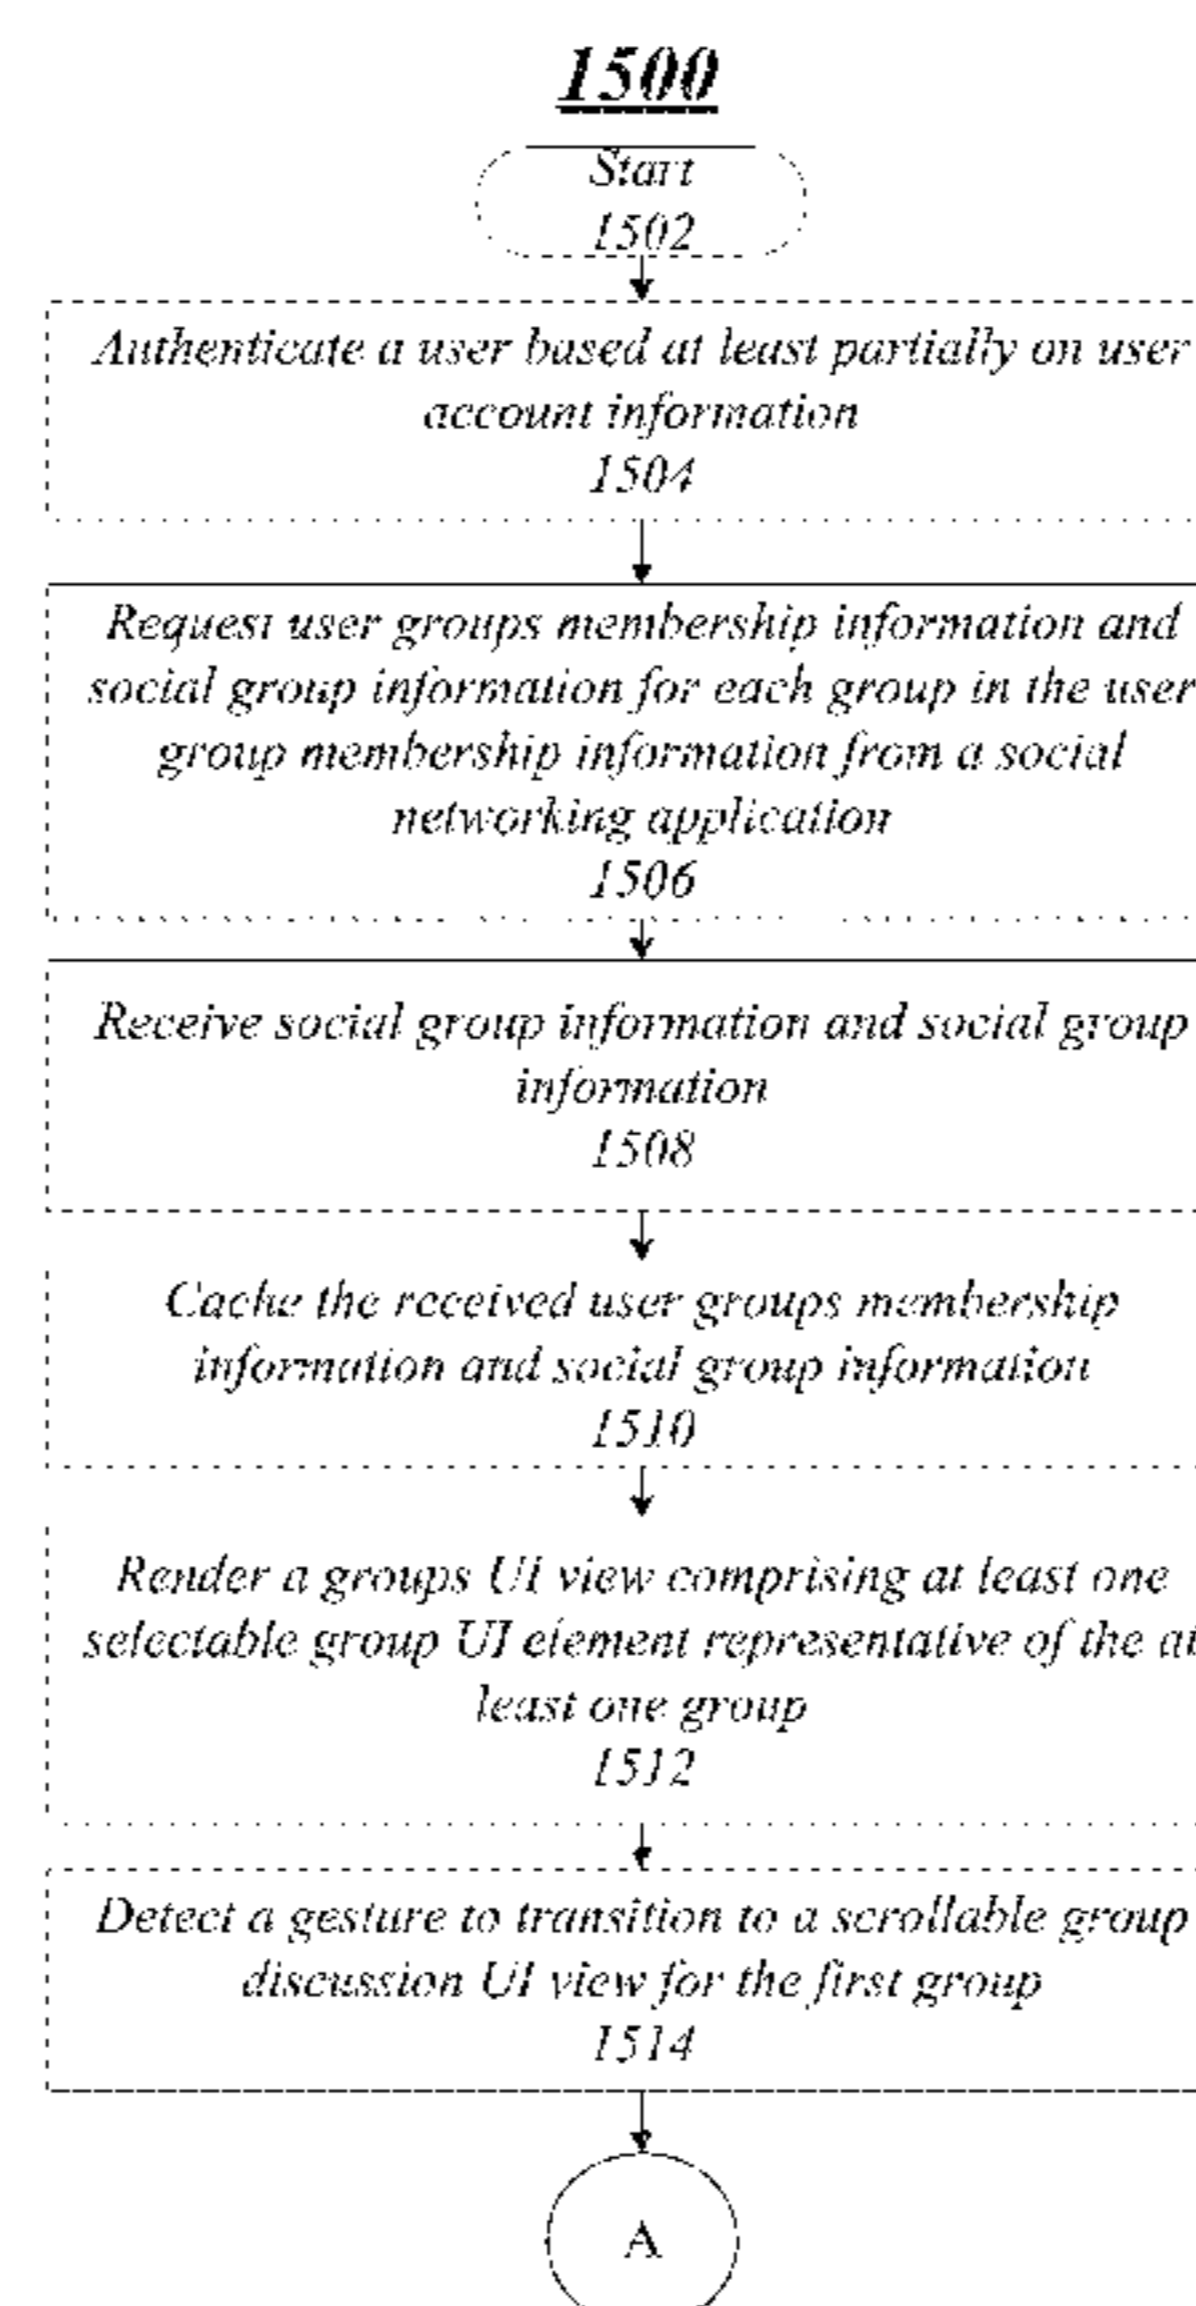 1500
Start
1502
Authenticate a user based at least partially on user
account information
1504
Request user groups membership information and
social group information for each group in the user
group membership information from a social
networking application
1506
Receive social group information and social group
information
1508
Cache the received user groups membership
information and social group information
1510
Render a groups UI view comprising at least one
selectable group UI element representative of the at
least one group
1512
Detect a gesture to transition to a scrollable group
discussion UI view for the first group
1514
A